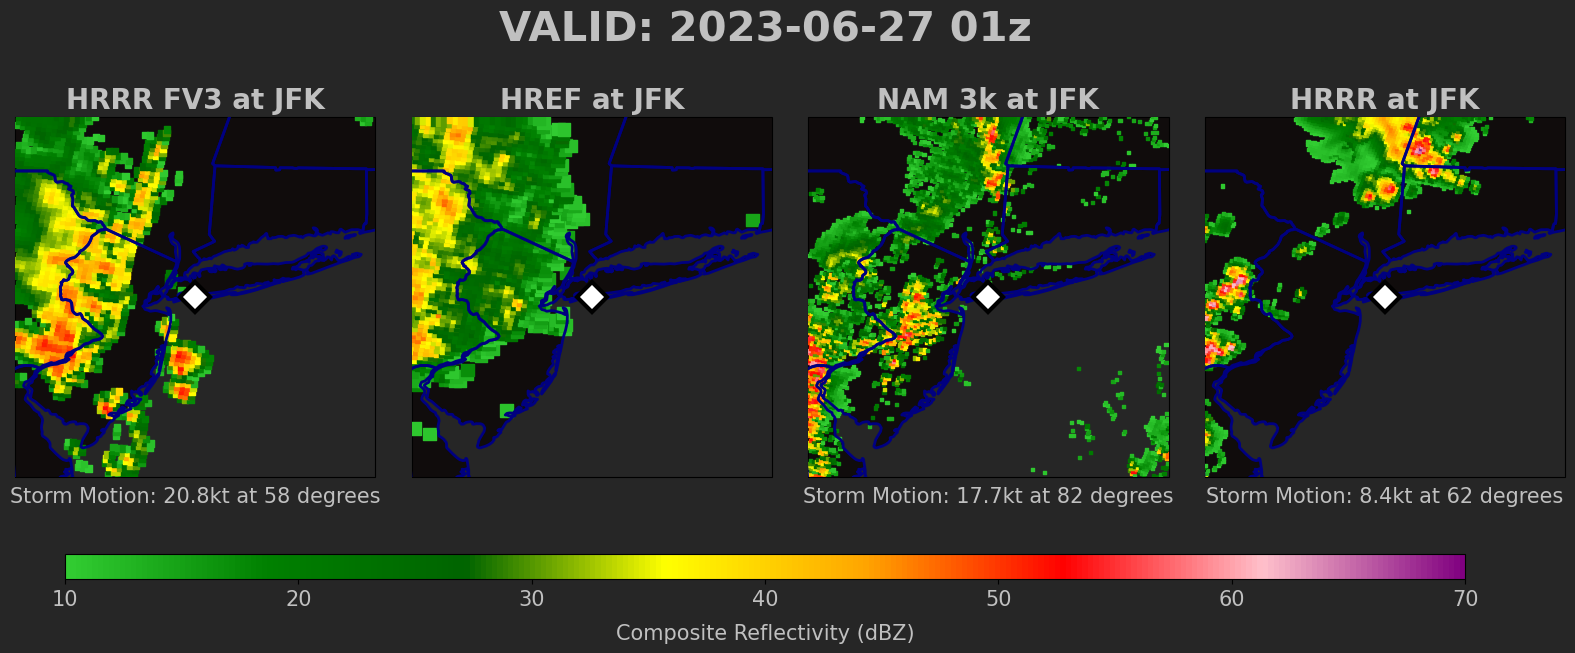 VALID: 2023-06-27 01z
HRRR FV3 at JFK
HREF at JFK
NAM 3k at JFK
HRRR at JFK
Storm Motion: 20.8kt at 58 degrees
Storm Motion: 17.7kt at 82 degrees
Storm Motion: 8.4kt at 62 degrees
10 20 30 40 50 60 70
Composite Reflectivity (dBZ)